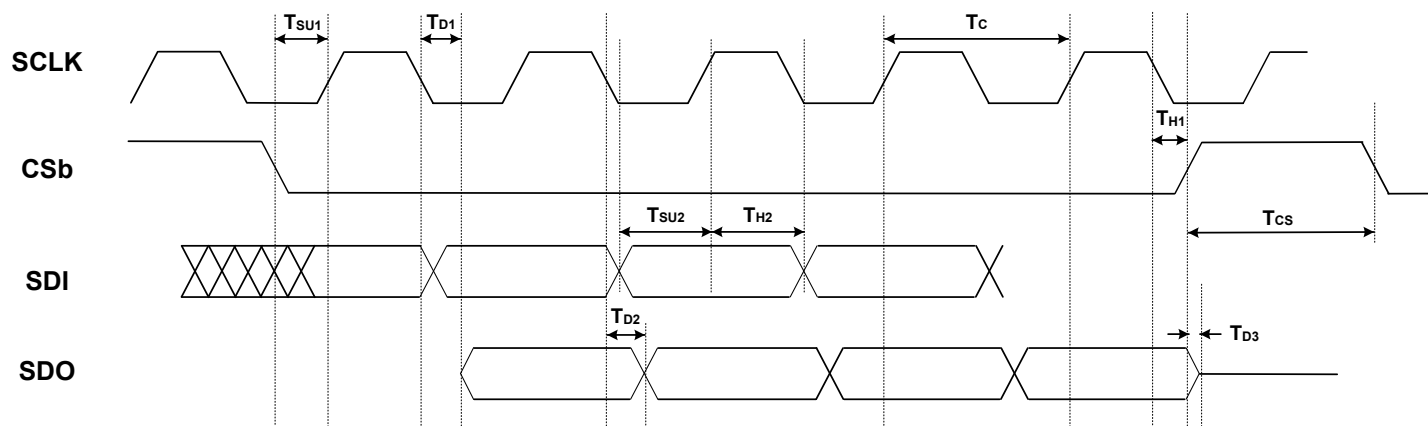 TSU1 TD1 TC
SCLK
TH1
CSb
TSU2 TH2 TCS
SDI
TD2 TD3
SDO